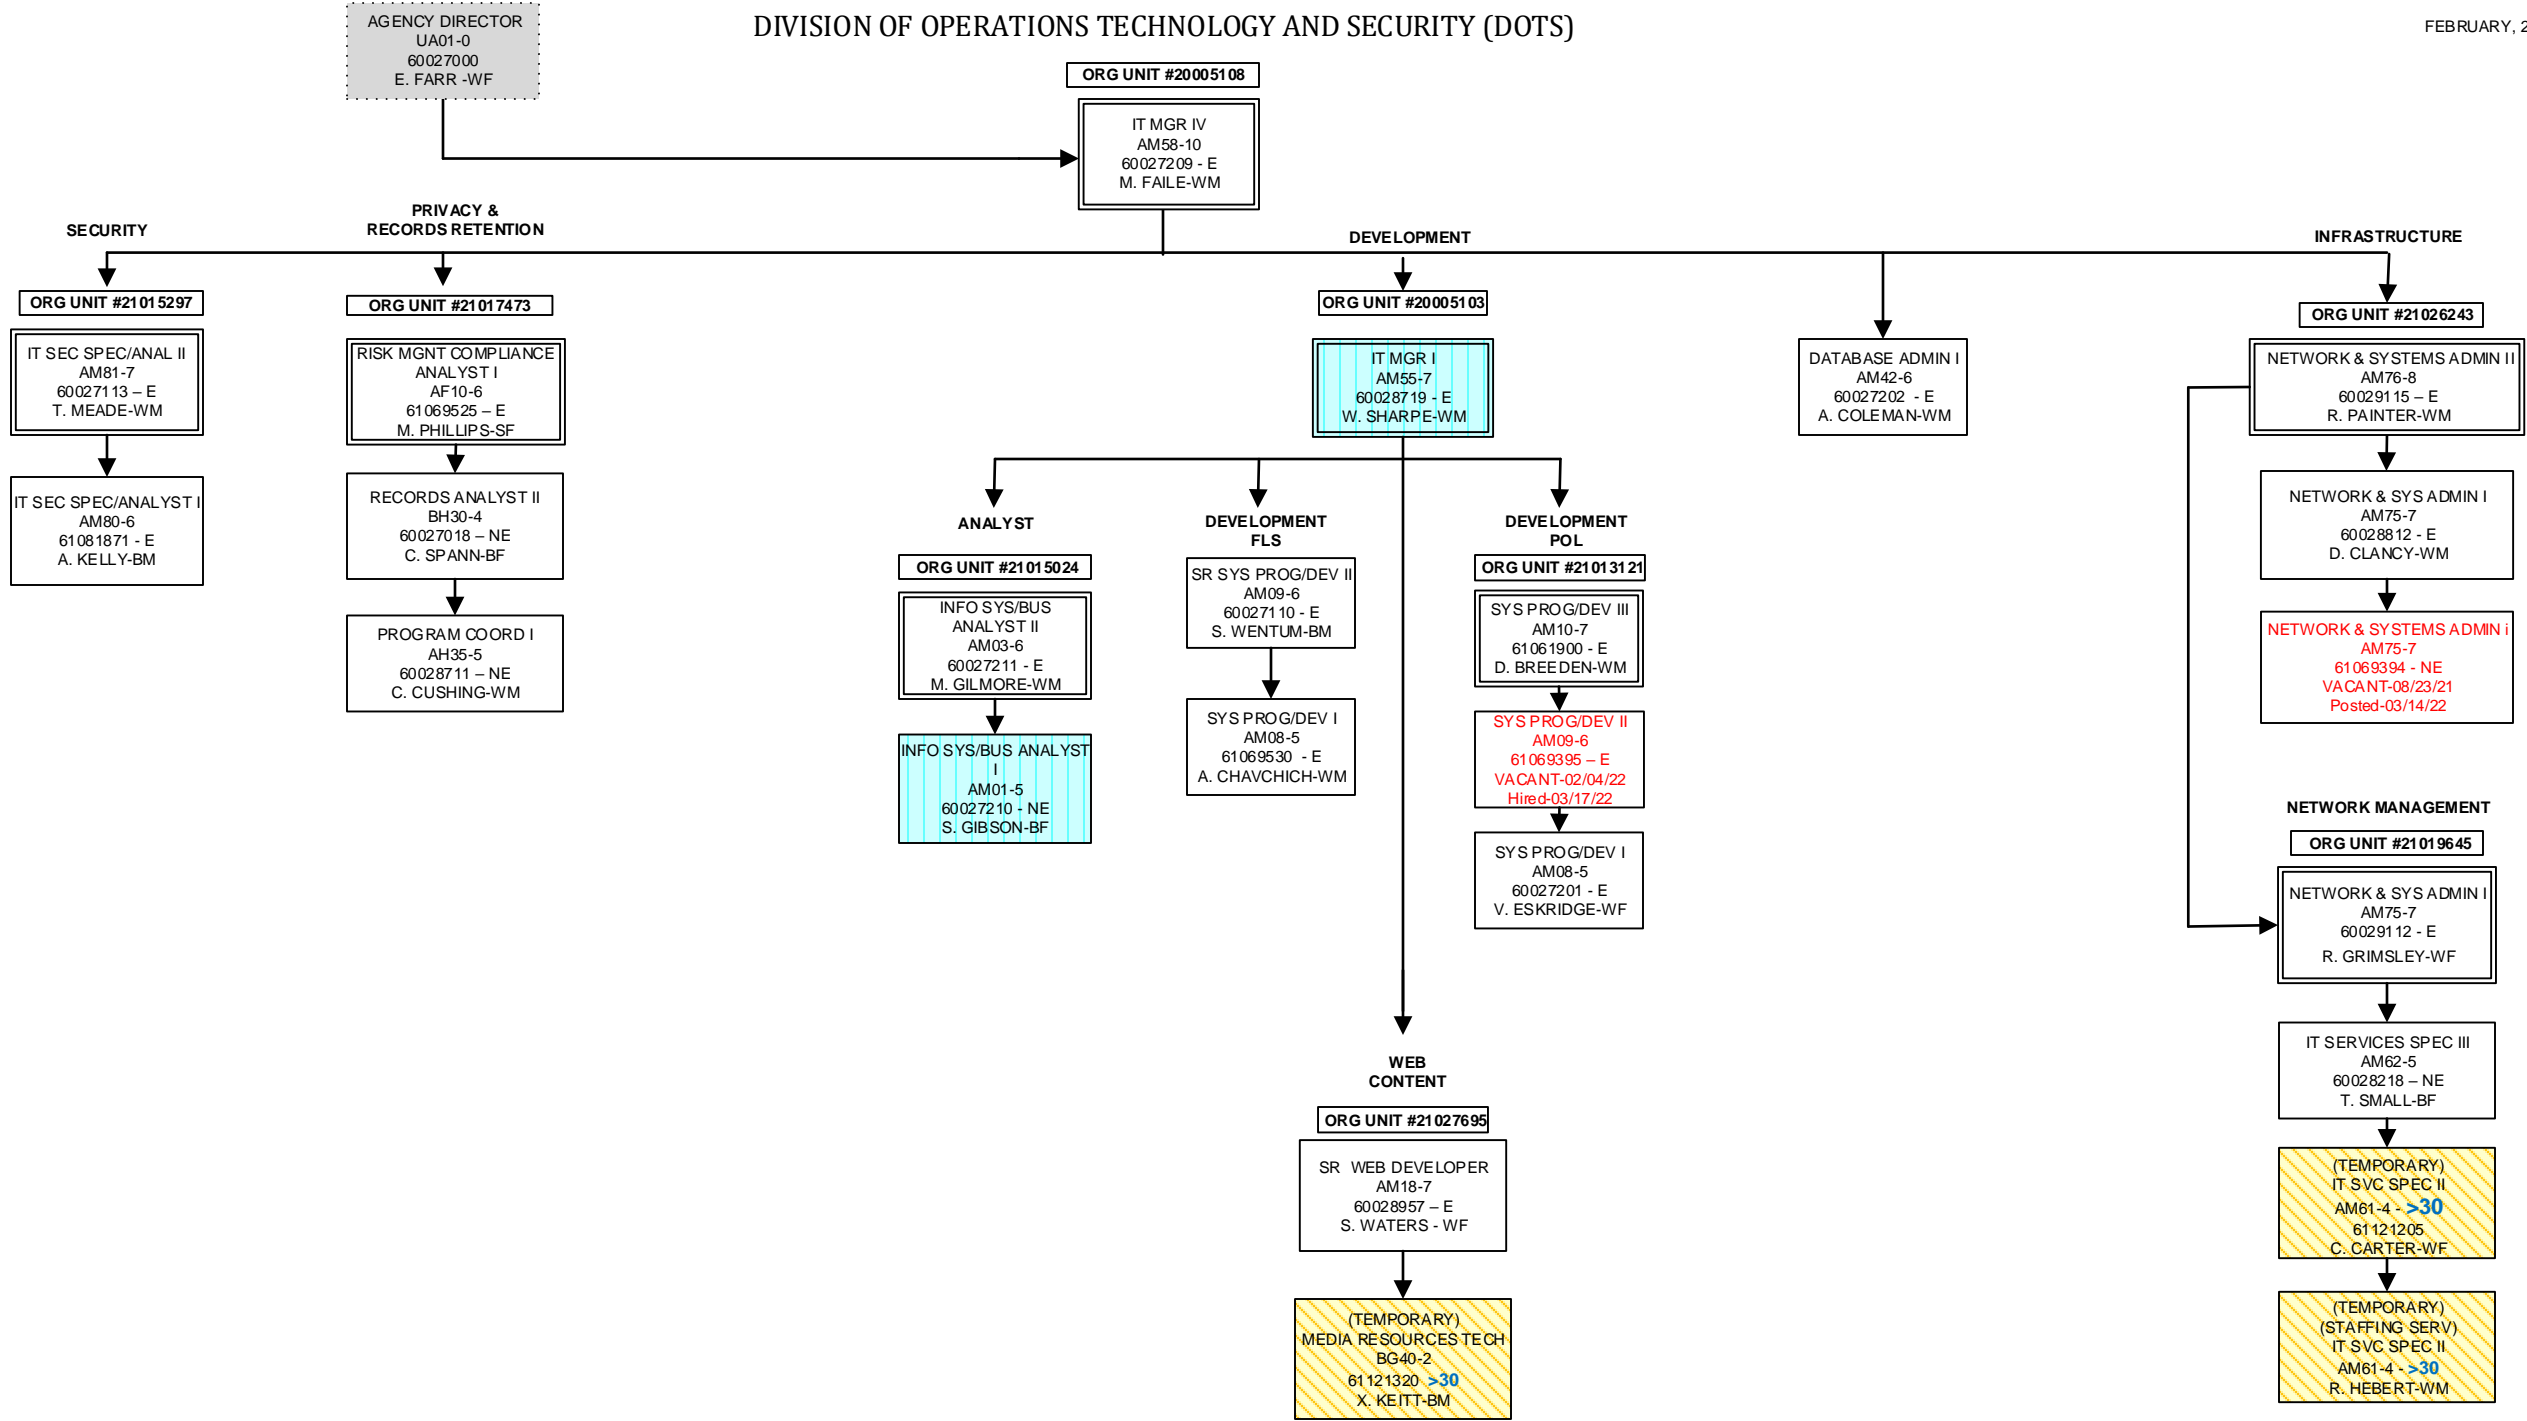 AGENCY DIRECTOR
UA01-0
60027000
E. FARR -WF
DIVISION OF OPERATIONS TECHNOLOGY AND SECURITY (DOTS)
FEBRUARY, 2
ORG UNIT #20005108
IT MGR IV
AM58-10
60027209 - E
M. FAILE-WM
SECURITY
ORG UNIT #21015297
IT SEC SPEC/ANAL II
AM81-7
60027113 – E
T. MEADE-WM
IT SEC SPEC/ANALYST I
AM80-6
61081871 - E
A. KELLY-BM
PRIVACY &
RECORDS RETENTION
ORG UNIT #21017473
RISK MGNT COMPLIANCE
ANALYST I
AF10-6
61069525 – E
M. PHILLIPS-SF
RECORDS ANALYST II
BH30-4
60027018 – NE
C. SPANN-BF
PROGRAM COORD I
AH35-5
60028711 – NE
C. CUSHING-WM
DEVELOPMENT
ORG UNIT #20005103
IT MGR I
AM55-7
60028719 - E
W. SHARPE-WM
ANALYST
ORG UNIT #21015024
INFO SYS/BUS
ANALYST II
AM03-6
60027211 - E
M. GILMORE-WM
INFO SYS/BUS ANALYST
I
AM01-5
60027210 - NE
S. GIBSON-BF
DEVELOPMENT
FLS
SR SYS PROG/DEV II
AM09-6
60027110 - E
S. WENTUM-BM
SYS PROG/DEV I
AM08-5
61069530 - E
A. CHAVCHICH-WM
DEVELOPMENT
POL
ORG UNIT #21013121
SYS PROG/DEV III
AM10-7
61061900 - E
D. BREEDEN-WM
SYS PROG/DEV II
AM09-6
61069395 – E
VACANT-02/04/22
Hired-03/17/22
SYS PROG/DEV I
AM08-5
60027201 - E
V. ESKRIDGE-WF
WEB
CONTENT
ORG UNIT #21027695
SR WEB DEVELOPER
AM18-7
60028957 – E
S. WATERS - WF
(TEMPORARY)
MEDIA RESOURCES TECH
BG40-2
61121320 >30
X. KEITT-BM
DATABASE ADMIN I
AM42-6
60027202 - E
A. COLEMAN-WM
INFRASTRUCTURE
ORG UNIT #21026243
NETWORK & SYSTEMS ADMIN II
AM76-8
60029115 – E
R. PAINTER-WM
NETWORK & SYS ADMIN I
AM75-7
60028812 - E
D. CLANCY-WM
NETWORK & SYSTEMS ADMIN i
AM75-7
61069394 - NE
VACANT-08/23/21
Posted-03/14/22
NETWORK MANAGEMENT
ORG UNIT #21019645
NETWORK & SYS ADMIN I
AM75-7
60029112 - E
R. GRIMSLEY-WF
IT SERVICES SPEC III
AM62-5
60028218 – NE
T. SMALL-BF
(TEMPORARY)
IT SVC SPEC II
AM61-4 - >30
61121205
C. CARTER-WF
(TEMPORARY)
(STAFFING SERV)
IT SVC SPEC II
AM61-4 - >30
R. HEBERT-WM